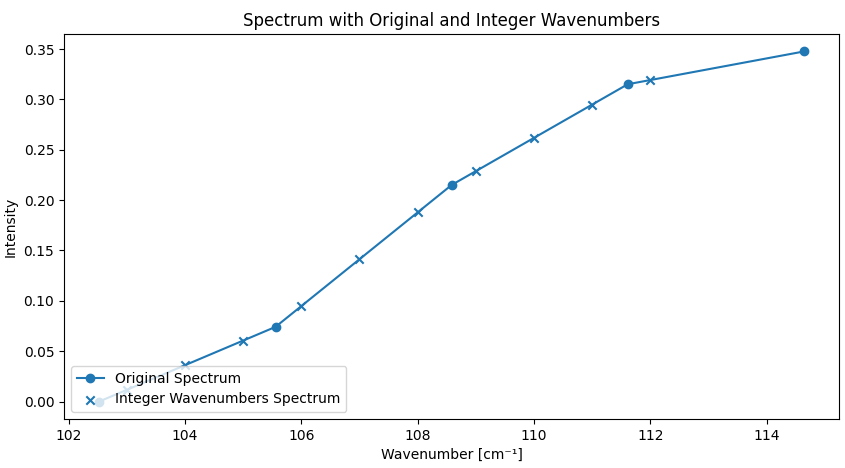 Spectrum with Original and Integer Wavenumbers
0.35
0.30
0.25
0.20
0.15
0.10
0.05
0.00
Intensity
Original Spectrum
Integer Wavenumbers Spectrum
102 104 106 108 110 112 114
Wavenumber [cm⁻¹]